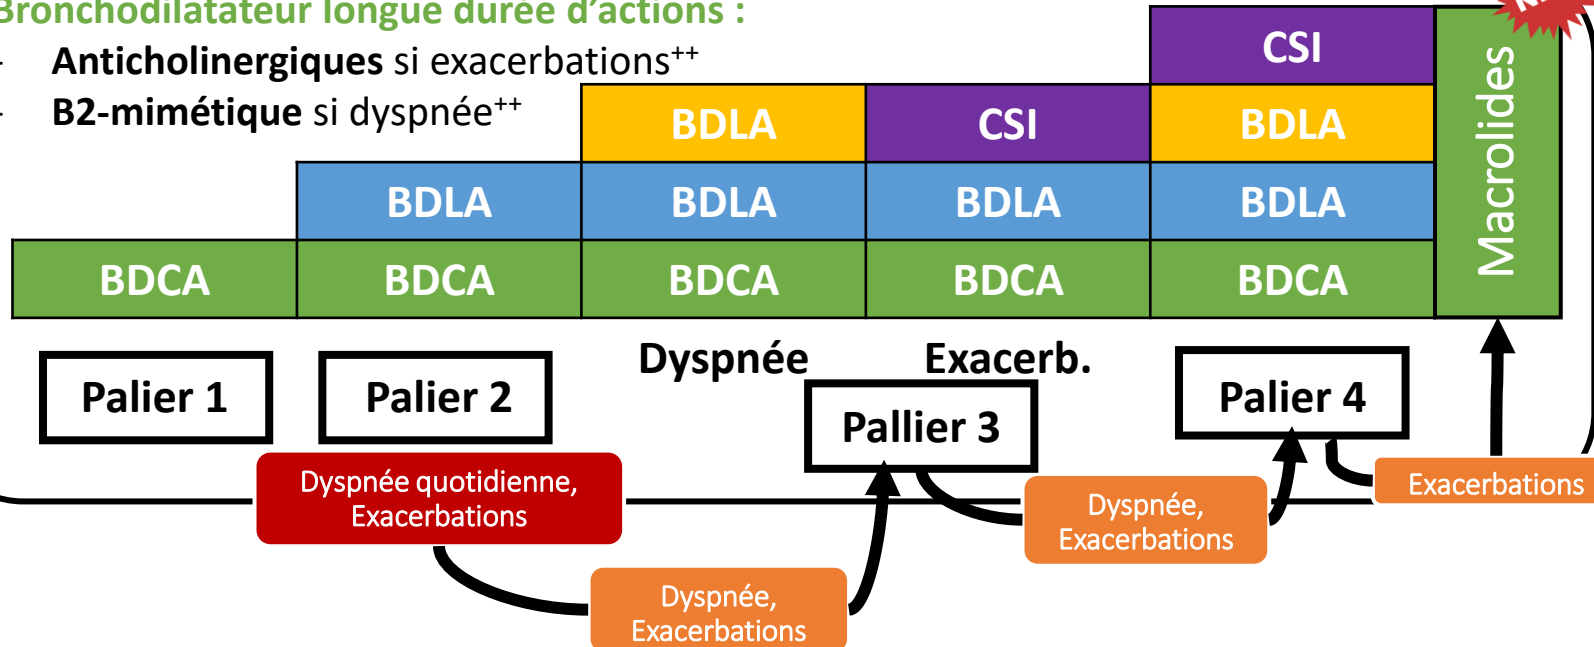 Bronchodilatateur longue durée d'actions :
- Anticholinergiques si exacerbations++
- B2-mimétique si dyspnée++
CSI
BDLA CSI BDLA
BDLA BDLA BDLA BDLA
BDCA BDCA BDCA BDCA BDCA
Macrolides
Dyspnée Exacerb.
Palier 1 Palier 2 Pallier 3 Palier 4
Dyspnée quotidienne,
Exacerbations
Dyspnée,
Exacerbations
Dyspnée,
Exacerbations
Exacerbations